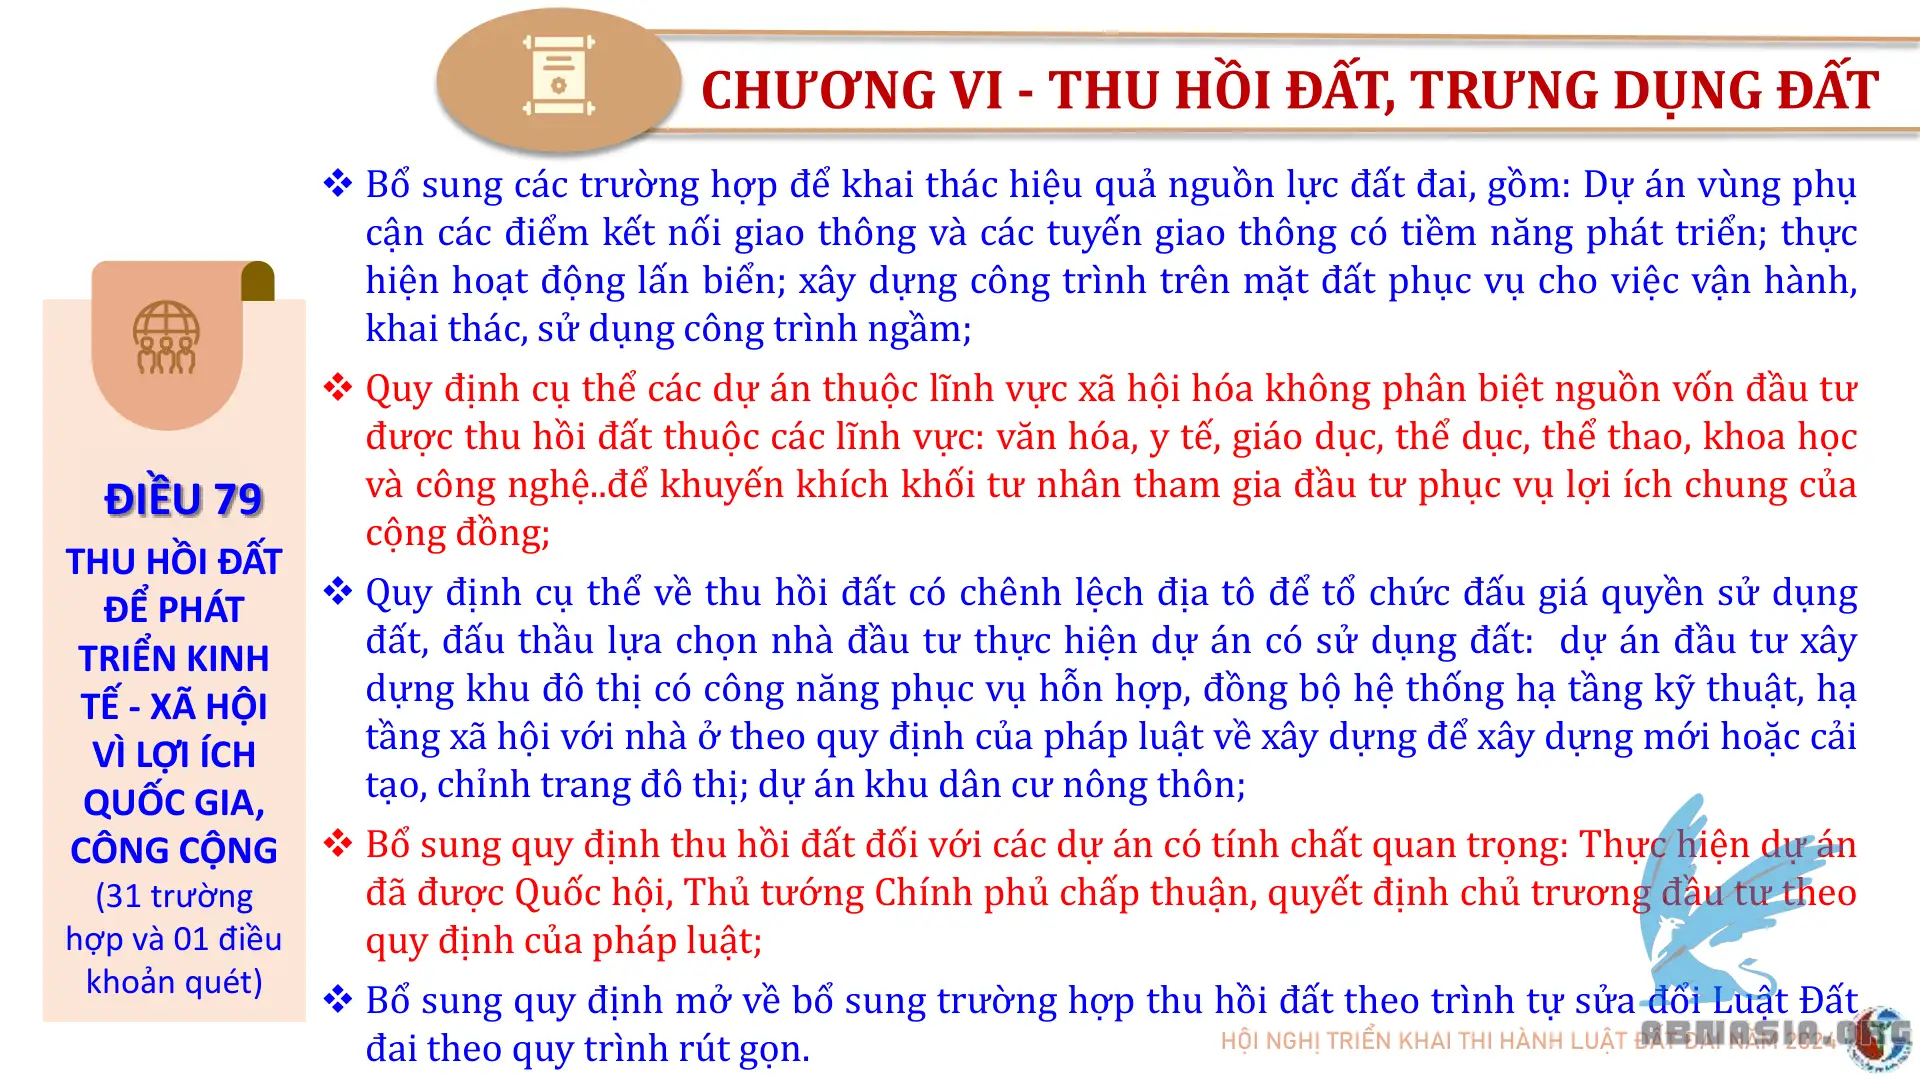 CHƯƠNG VI - THU HỒI ĐẤT, TRƯNG DỤNG ĐẤT
ĐIỀU 79
THU HỒI ĐẤT
ĐỂ PHÁT
TRIỂN KINH
TẾ - XÃ HỘI
VÌ LỢI ÍCH
QUỐC GIA,
CÔNG CỘNG
(31 trường
hợp và 01 điều
khoản quét)
❖ Bổ sung các trường hợp để khai thác hiệu quả nguồn lực đất đai, gồm: Dự án vùng phụ
cận các điểm kết nối giao thông và các tuyến giao thông có tiềm năng phát triển; thực
hiện hoạt động lấn biển; xây dựng công trình trên mặt đất phục vụ cho việc vận hành,
khai thác, sử dụng công trình ngầm;
❖ Quy định cụ thể các dự án thuộc lĩnh vực xã hội hóa không phân biệt nguồn vốn đầu tư
được thu hồi đất thuộc các lĩnh vực: văn hóa, y tế, giáo dục, thể dục, thể thao, khoa học
và công nghệ..để khuyến khích khối tư nhân tham gia đầu tư phục vụ lợi ích chung của
cộng đồng;
❖ Quy định cụ thể về thu hồi đất có chênh lệch địa tô để tổ chức đấu giá quyền sử dụng
đất, đấu thầu lựa chọn nhà đầu tư thực hiện dự án có sử dụng đất: dự án đầu tư xây
dựng khu đô thị có công năng phục vụ hỗn hợp, đồng bộ hệ thống hạ tầng kỹ thuật, hạ
tầng xã hội với nhà ở theo quy định của pháp luật về xây dựng để xây dựng mới hoặc cải
tạo, chỉnh trang đô thị; dự án khu dân cư nông thôn;
❖ Bổ sung quy định thu hồi đất đối với các dự án có tính chất quan trọng: Thực hiện dự án
đã được Quốc hội, Thủ tướng Chính phủ chấp thuận, quyết định chủ trương đầu tư theo
quy định của pháp luật;
❖ Bổ sung quy định mở về bổ sung trường hợp thu hồi đất theo trình tự sửa đổi Luật Đất
đai theo quy trình rút gọn.
HỘI NGHỊ TRIỂN KHAI THI HÀNH LUẬT ĐẤT ĐAI NĂM 2024
ABMASIA.ORG